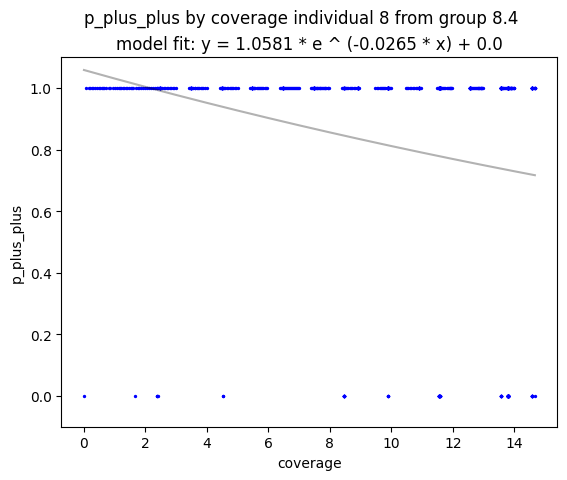 p_plus_plus by coverage individual 8 from group 8.4
model fit: y = 1.0581 * e ^ (-0.0265 * x) + 0.0
1.0
0.8
0.6
0.4
0.2
0.0
p_plus_plus
0 2 4 6 8 10 12 14
coverage